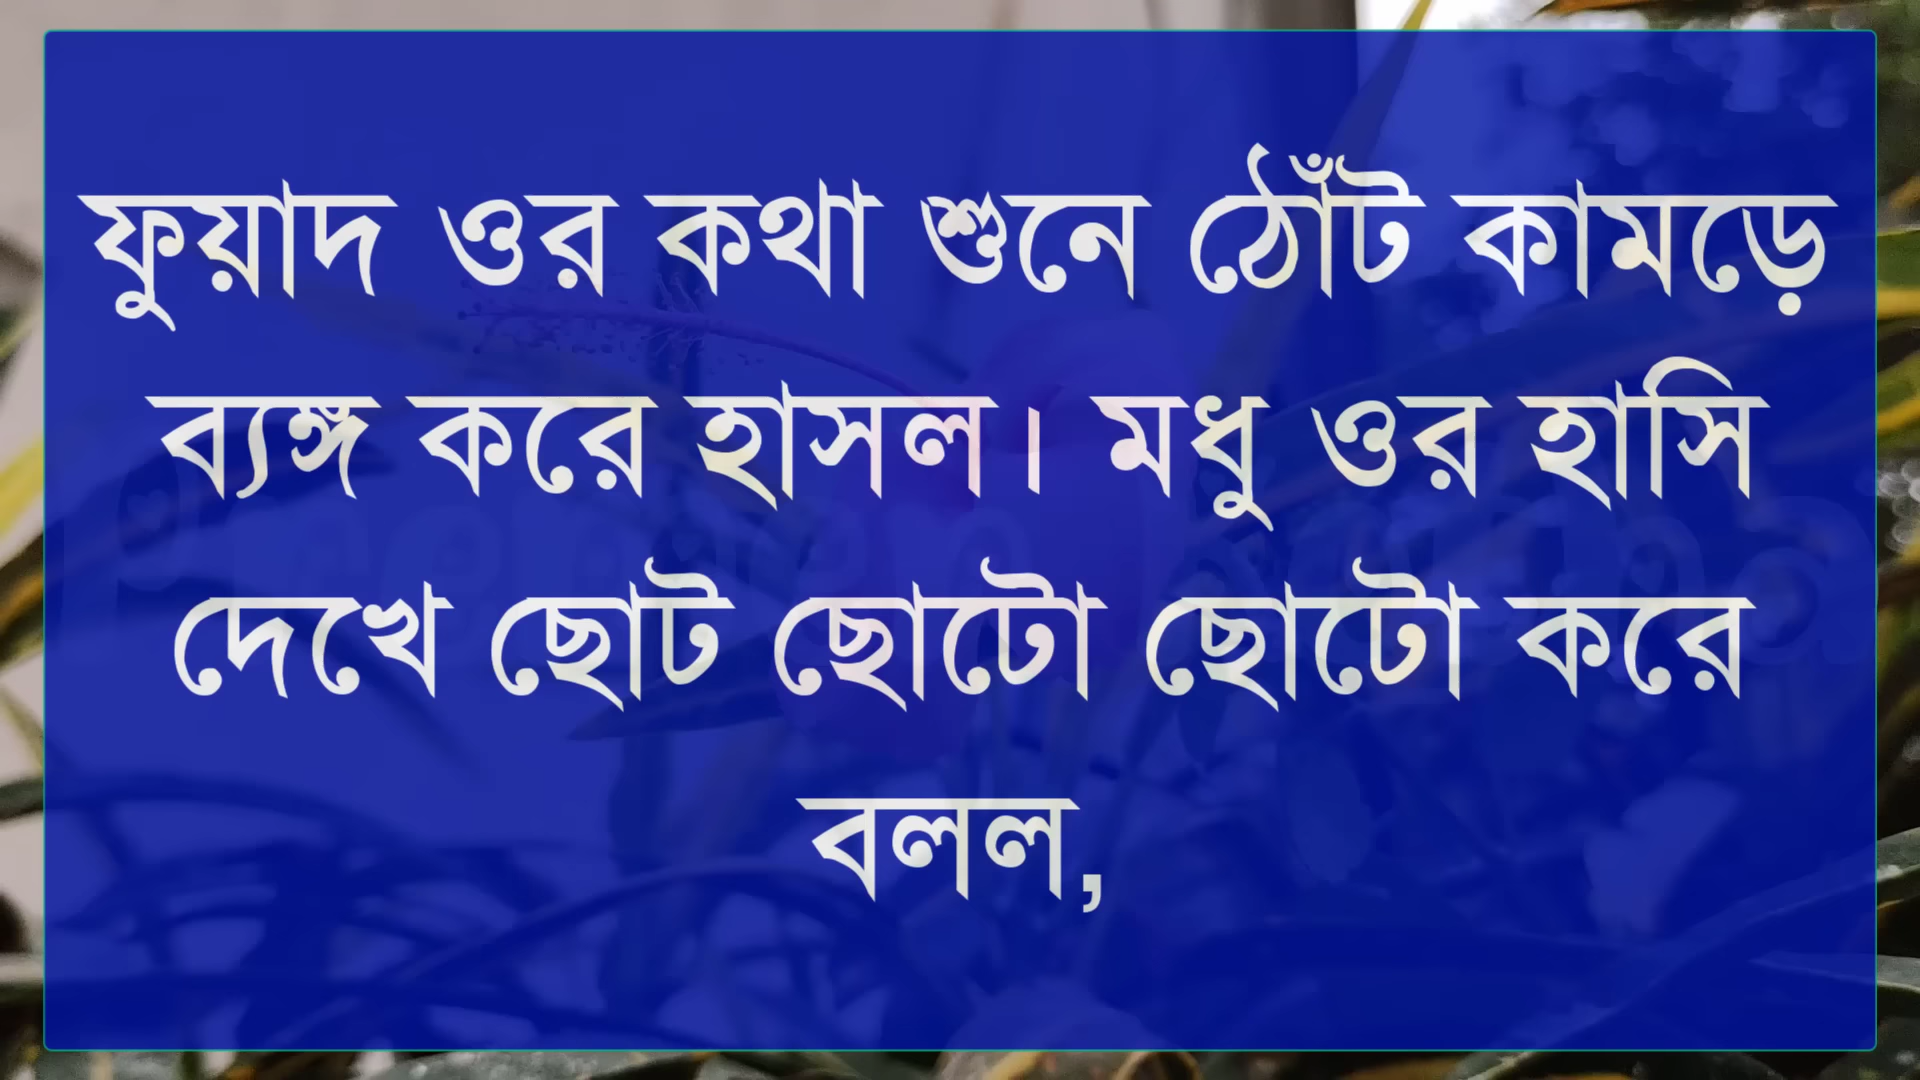 ফুয়াদ ওর কথা শুনে ঠোঁট কামড়ে
ব্যঙ্গ করে হাসল। মধু ওর হাসি
দেখে ছোট ছোটো ছোটো করে
বলল,